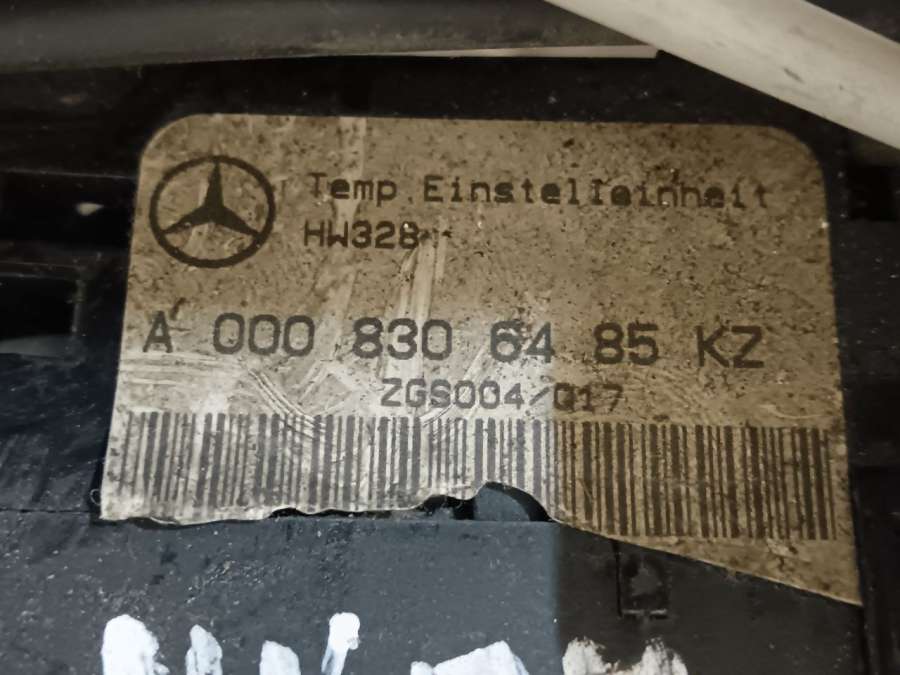 Temp.Einstelleinheit
HW328
A 000 830 64 85 KZ
ZGS004/017